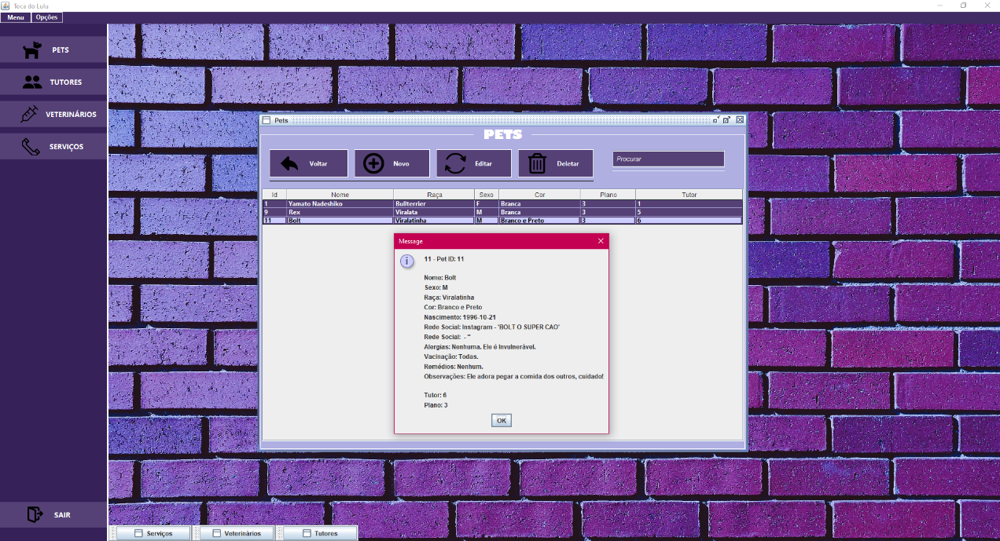 Toca do Lulu
Menu Opções
PETS
TUTORES
VETERINÁRIOS
SERVIÇOS
SAIR
Pets
PETS
Voltar Novo Editar Deletar Procurar
Id Nome Raça Sexo Cor Plano Tutor
1 Yamato Nadeshiko Bullterrier F Branca 3 1
9 Rex Viralata M Branca 3 5
11 Bolt Viralatinha M Branco e Preto 3 6
Message
11 - Pet ID: 11
Nome: Bolt
Sexo: M
Raça: Viralatinha
Cor: Branco e Preto
Nascimento: 1996-10-21
Rede Social: Instagram - 'BOLT O SUPER CAO'
Rede Social: - ''
Alergias: Nenhuma. Ele é Invulnerável.
Vacinação: Todas.
Remédios: Nenhum.
Observações: Ele adora pegar a comida dos outros, cuidado!
Tutor: 6
Plano: 3
OK
Serviços Veterinários Tutores